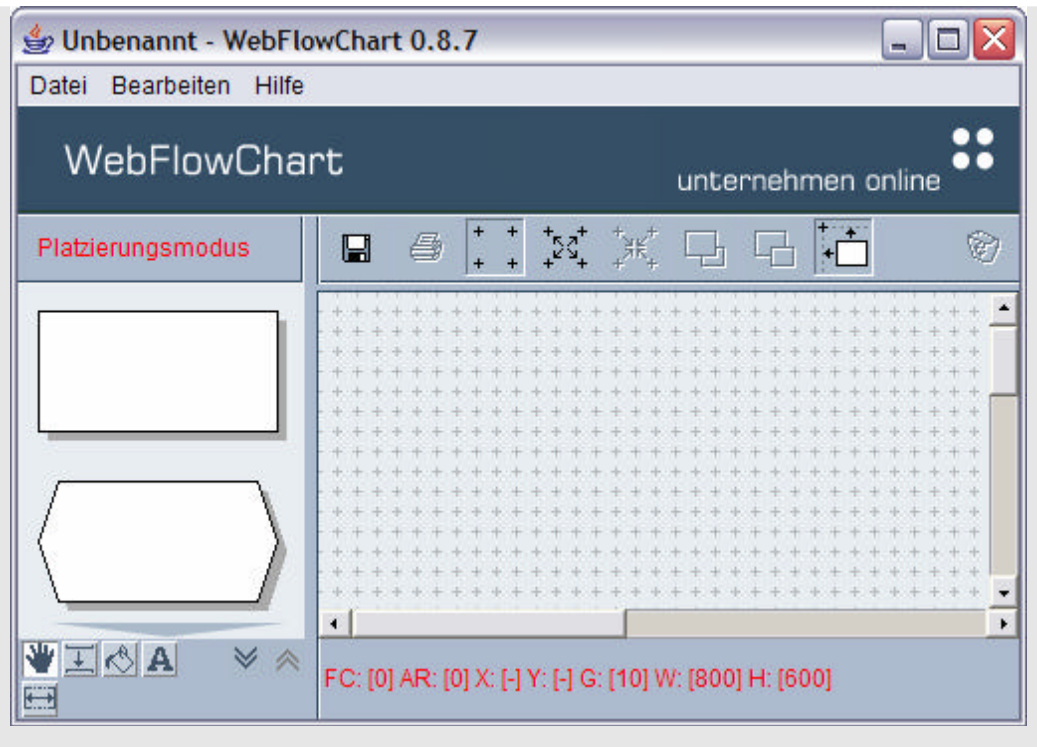 Unbenannt - WebFlowChart 0.8.7
Datei Bearbeiten Hilfe
WebFlowChart
unternehmen online
Platzierungsmodus
A
FC: [0] AR: [0] X: [-] Y: [-] G: [10] W: [800] H: [600]